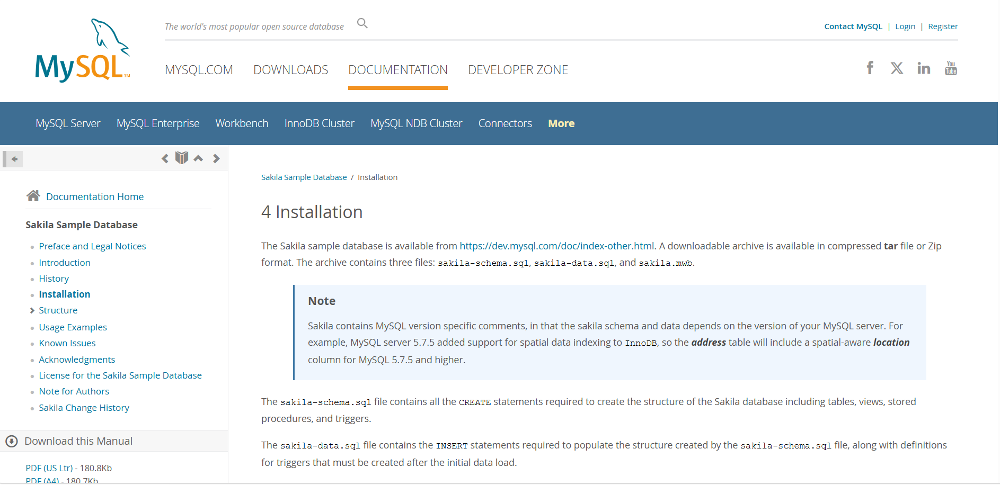 The world's most popular open source database
Contact MySQL | Login | Register
MySQL™
MYSQL.COM DOWNLOADS DOCUMENTATION DEVELOPER ZONE
You Tube
MySQL Server MySQL Enterprise Workbench InnoDB Cluster MySQL NDB Cluster Connectors More
Documentation Home
Sakila Sample Database
Preface and Legal Notices
Introduction
History
Installation
Structure
Usage Examples
Known Issues
Acknowledgments
License for the Sakila Sample Database
Note for Authors
Sakila Change History
Download this Manual
PDF (US Ltr) - 180.8Kb
PDF (A4) - 180.7Kb
Sakila Sample Database / Installation
4 Installation
The Sakila sample database is available from https://dev.mysql.com/doc/index-other.html. A downloadable archive is available in compressed tar file or Zip
format. The archive contains three files: sakila-schema.sql, sakila-data.sql, and sakila.mwb.
Note
Sakila contains MySQL version specific comments, in that the sakila schema and data depends on the version of your MySQL server. For
example, MySQL server 5.7.5 added support for spatial data indexing to InnoDB, so the address table will include a spatial-aware location
column for MySQL 5.7.5 and higher.
The sakila-schema.sql file contains all the CREATE statements required to create the structure of the Sakila database including tables, views, stored
procedures, and triggers.
The sakila-data.sql file contains the INSERT statements required to populate the structure created by the sakila-schema.sql file, along with definitions
for triggers that must be created after the initial data load.